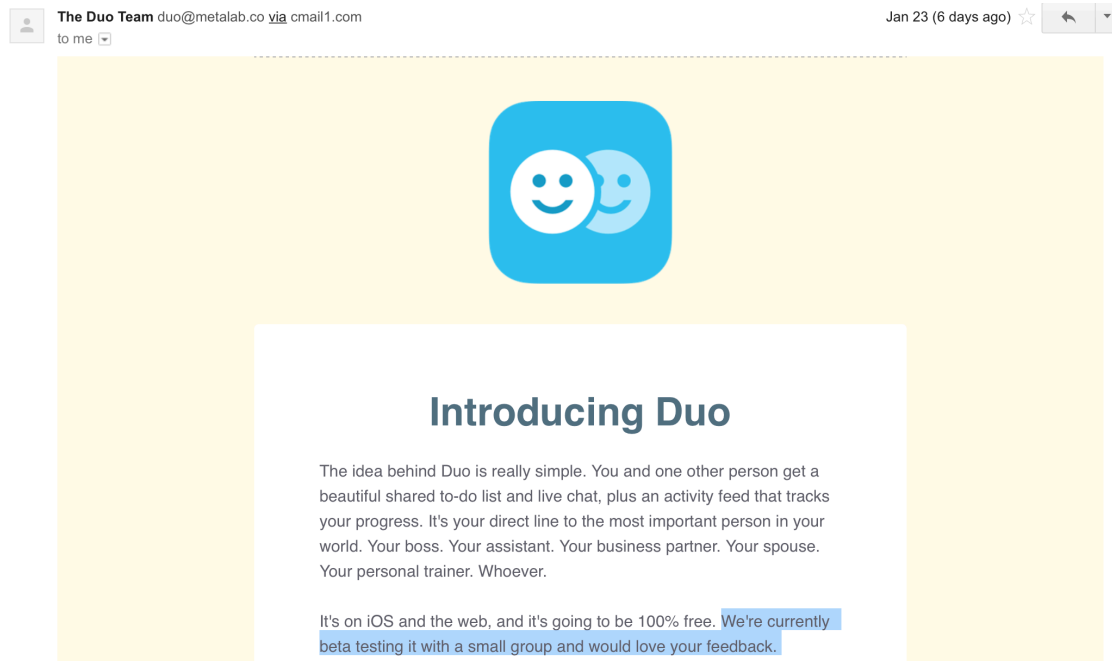 The Duo Team duo@metalab.co via cmail1.com
Jan 23 (6 days ago)
to me
Introducing Duo
The idea behind Duo is really simple. You and one other person get a
beautiful shared to-do list and live chat, plus an activity feed that tracks
your progress. It's your direct line to the most important person in your
world. Your boss. Your assistant. Your business partner. Your spouse.
Your personal trainer. Whoever.
It's on iOS and the web, and it's going to be 100% free. We're currently
beta testing it with a small group and would love your feedback.